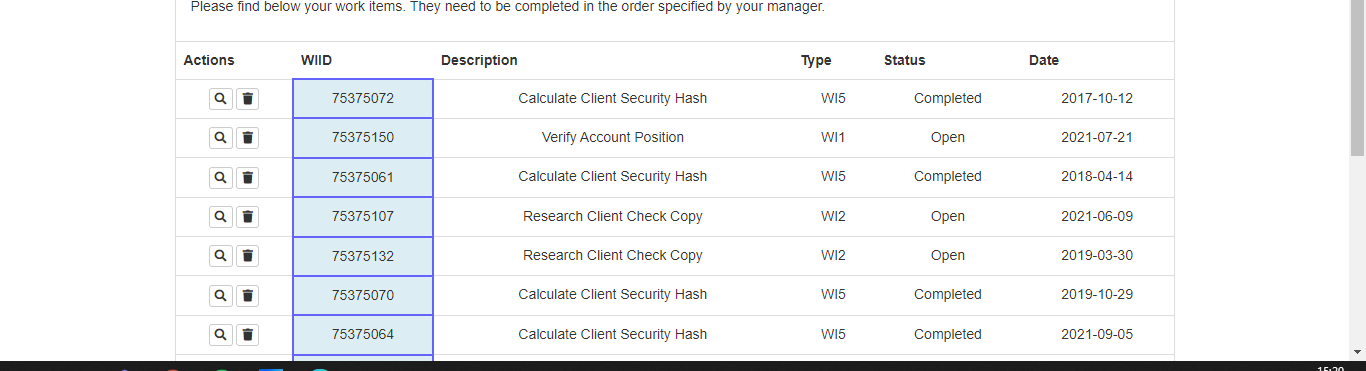 Please find below your work items. They need to be completed in the order specified by your manager.
Actions WIID Description Type Status Date
75375072 Calculate Client Security Hash WI5 Completed 2017-10-12
75375150 Verify Account Position WI1 Open 2021-07-21
75375061 Calculate Client Security Hash WI5 Completed 2018-04-14
75375107 Research Client Check Copy WI2 Open 2021-06-09
75375132 Research Client Check Copy WI2 Open 2019-03-30
75375070 Calculate Client Security Hash WI5 Completed 2019-10-29
75375064 Calculate Client Security Hash WI5 Completed 2021-09-05